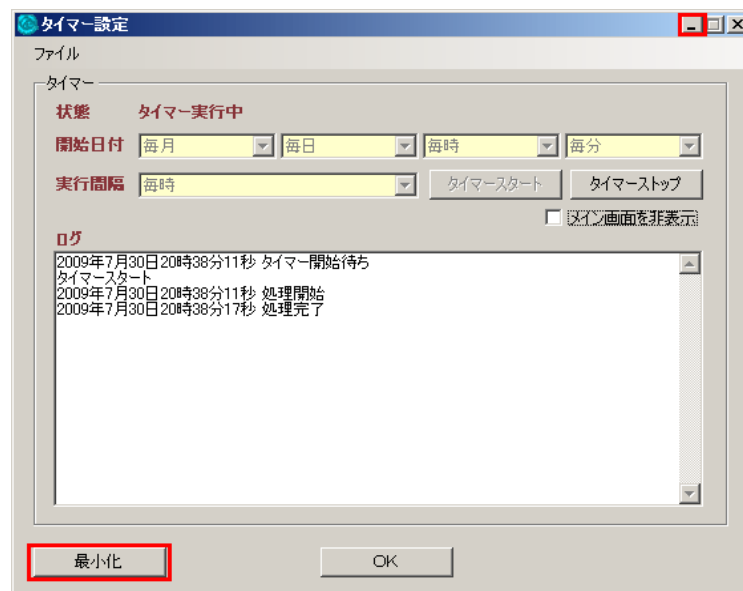 タイマー設定
ファイル
タイマー
状態 タイマー実行中
開始日付 毎月 毎日 毎時 毎分
実行間隔 毎時 タイマースタート タイマーストップ
メイン画面を非表示
ログ
2009年7月30日20時38分11秒 タイマー開始待ち
タイマースタート
2009年7月30日20時38分11秒 処理開始
2009年7月30日20時38分17秒 処理完了
最小化 OK